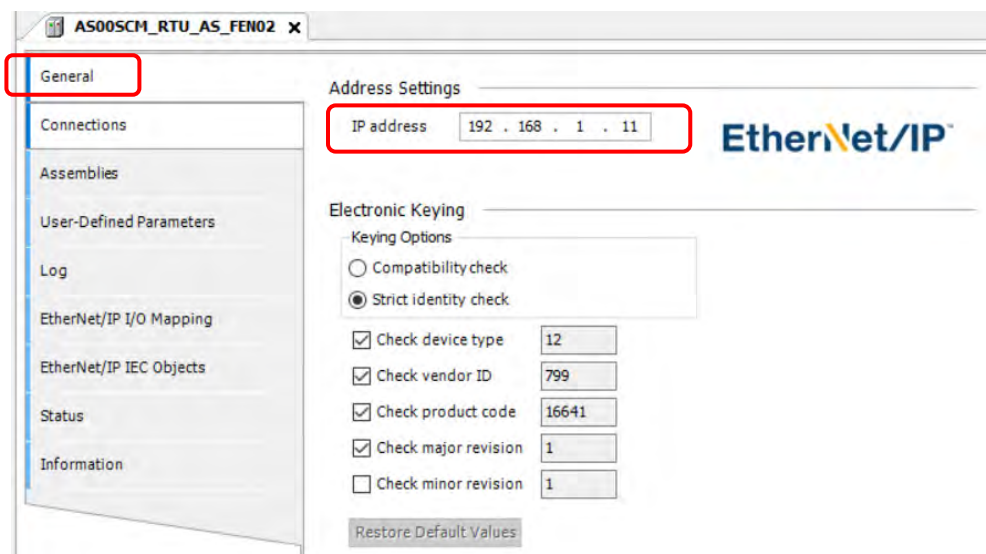 AS00SCM_RTU_AS_FEN02 X
General
Connections
Assemblies
User-Defined Parameters
Log
EtherNet/IP I/O Mapping
EtherNet/IP IEC Objects
Status
Information
Address Settings
IP address 192 . 168 . 1 . 11
EtherNet/IP™
Electronic Keying
Keying Options
Compatibility check
Strict identity check
Check device type 12
Check vendor ID 799
Check product code 16641
Check major revision 1
Check minor revision 1
Restore Default Values